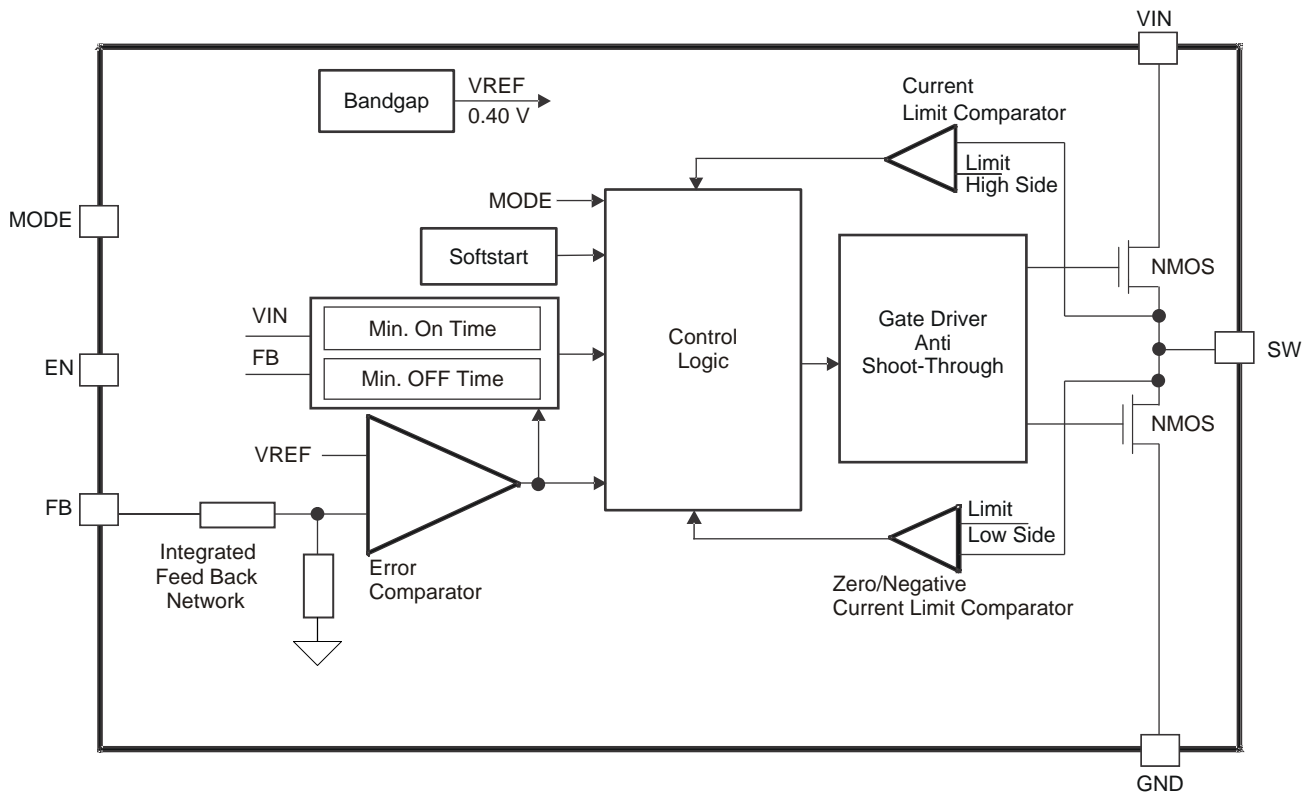 VIN
Bandgap
VREF
0.40 V
Current
Limit Comparator
Limit
High Side
MODE
MODE
Softstart
NMOS
VIN
FB
Min. On Time
Min. OFF Time
Control
Logic
Gate Driver
Anti
Shoot-Through
SW
EN
NMOS
VREF
FB
Integrated
Feed Back
Network
Error
Comparator
Limit
Low Side
Zero/Negative
Current Limit Comparator
GND